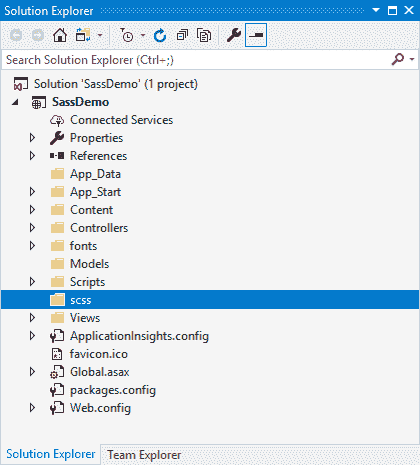 Solution Explorer
Search Solution Explorer (Ctrl+;)
Solution 'SassDemo' (1 project)
SassDemo
Connected Services
Properties
References
App_Data
App_Start
Content
Controllers
fonts
Models
Scripts
scss
Views
ApplicationInsights.config
favicon.ico
Global.asax
packages.config
Web.config
Solution Explorer Team Explorer